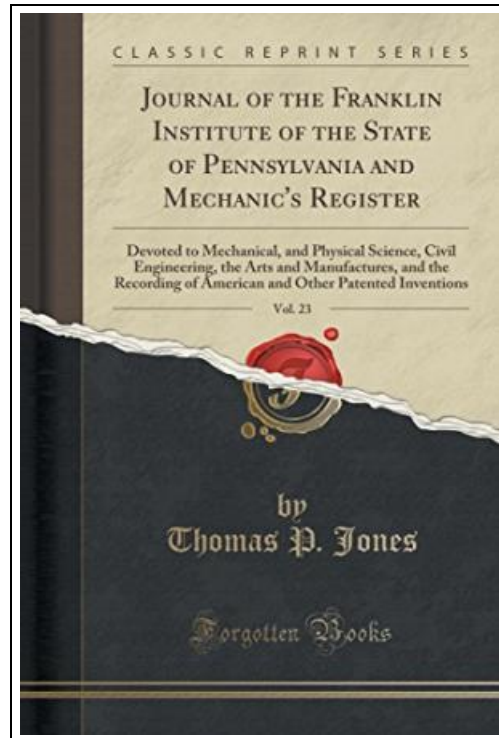 CLASSIC REPRINT SERIES
JOURNAL OF THE FRANKLIN
INSTITUTE OF THE STATE
OF PENNSYLVANIA AND
MECHANIC'S REGISTER
Devoted to Mechanical, and Physical Science, Civil
Engineering, the Arts and Manufactures, and the
Recording of American and Other Patented Inventions
Vol. 23
by
Thomas P. Jones
Forgotten Books